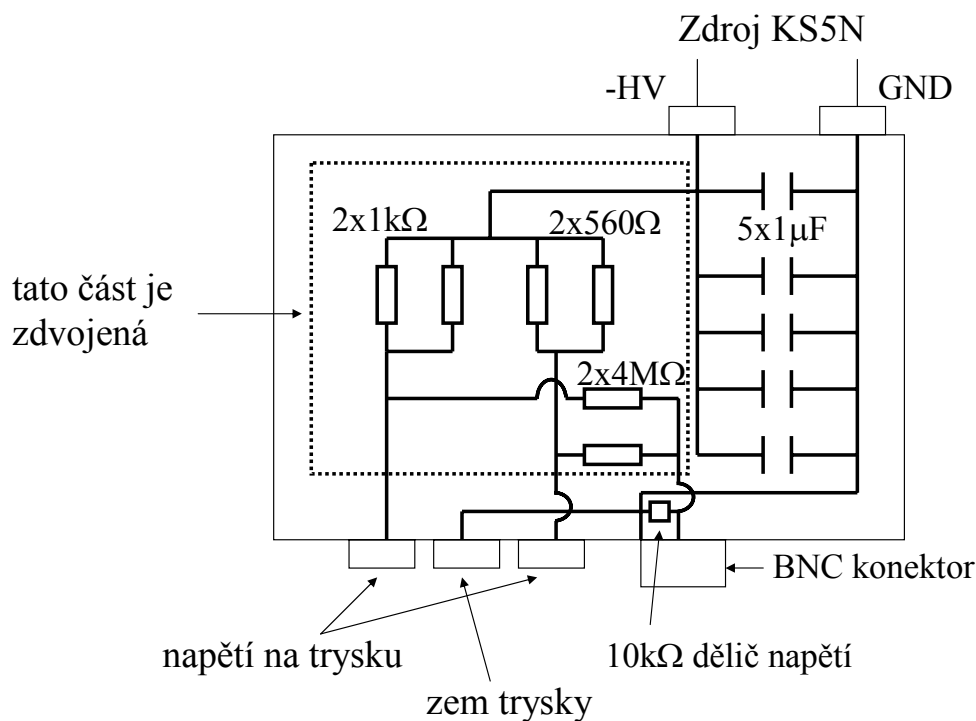 Zdroj KS5N
-HV
GND
2x1kΩ
2x560Ω
5x1μF
tato část je
zdvojená
2x4MΩ
BNC konektor
napětí na trysku
10kΩ dělič napětí
zem trysky